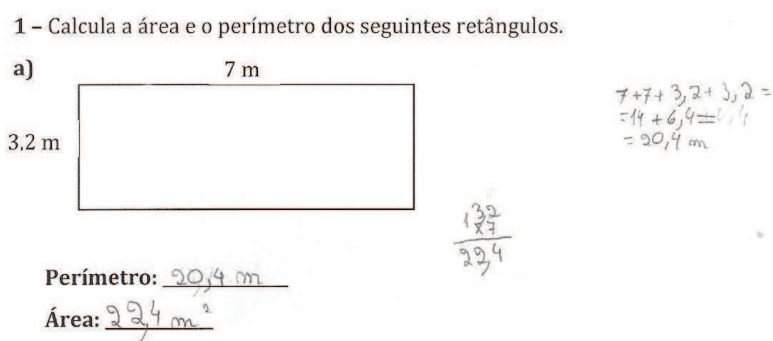 1 – Calcula a área e o perímetro dos seguintes retângulos.
a)
7 m
3,2 m
7+7+3,2+3,2=
=14+6,4=
=20,4 m
1 3,2
x7
22,4
Perímetro: 20,4 m
Área: 22,4 m²